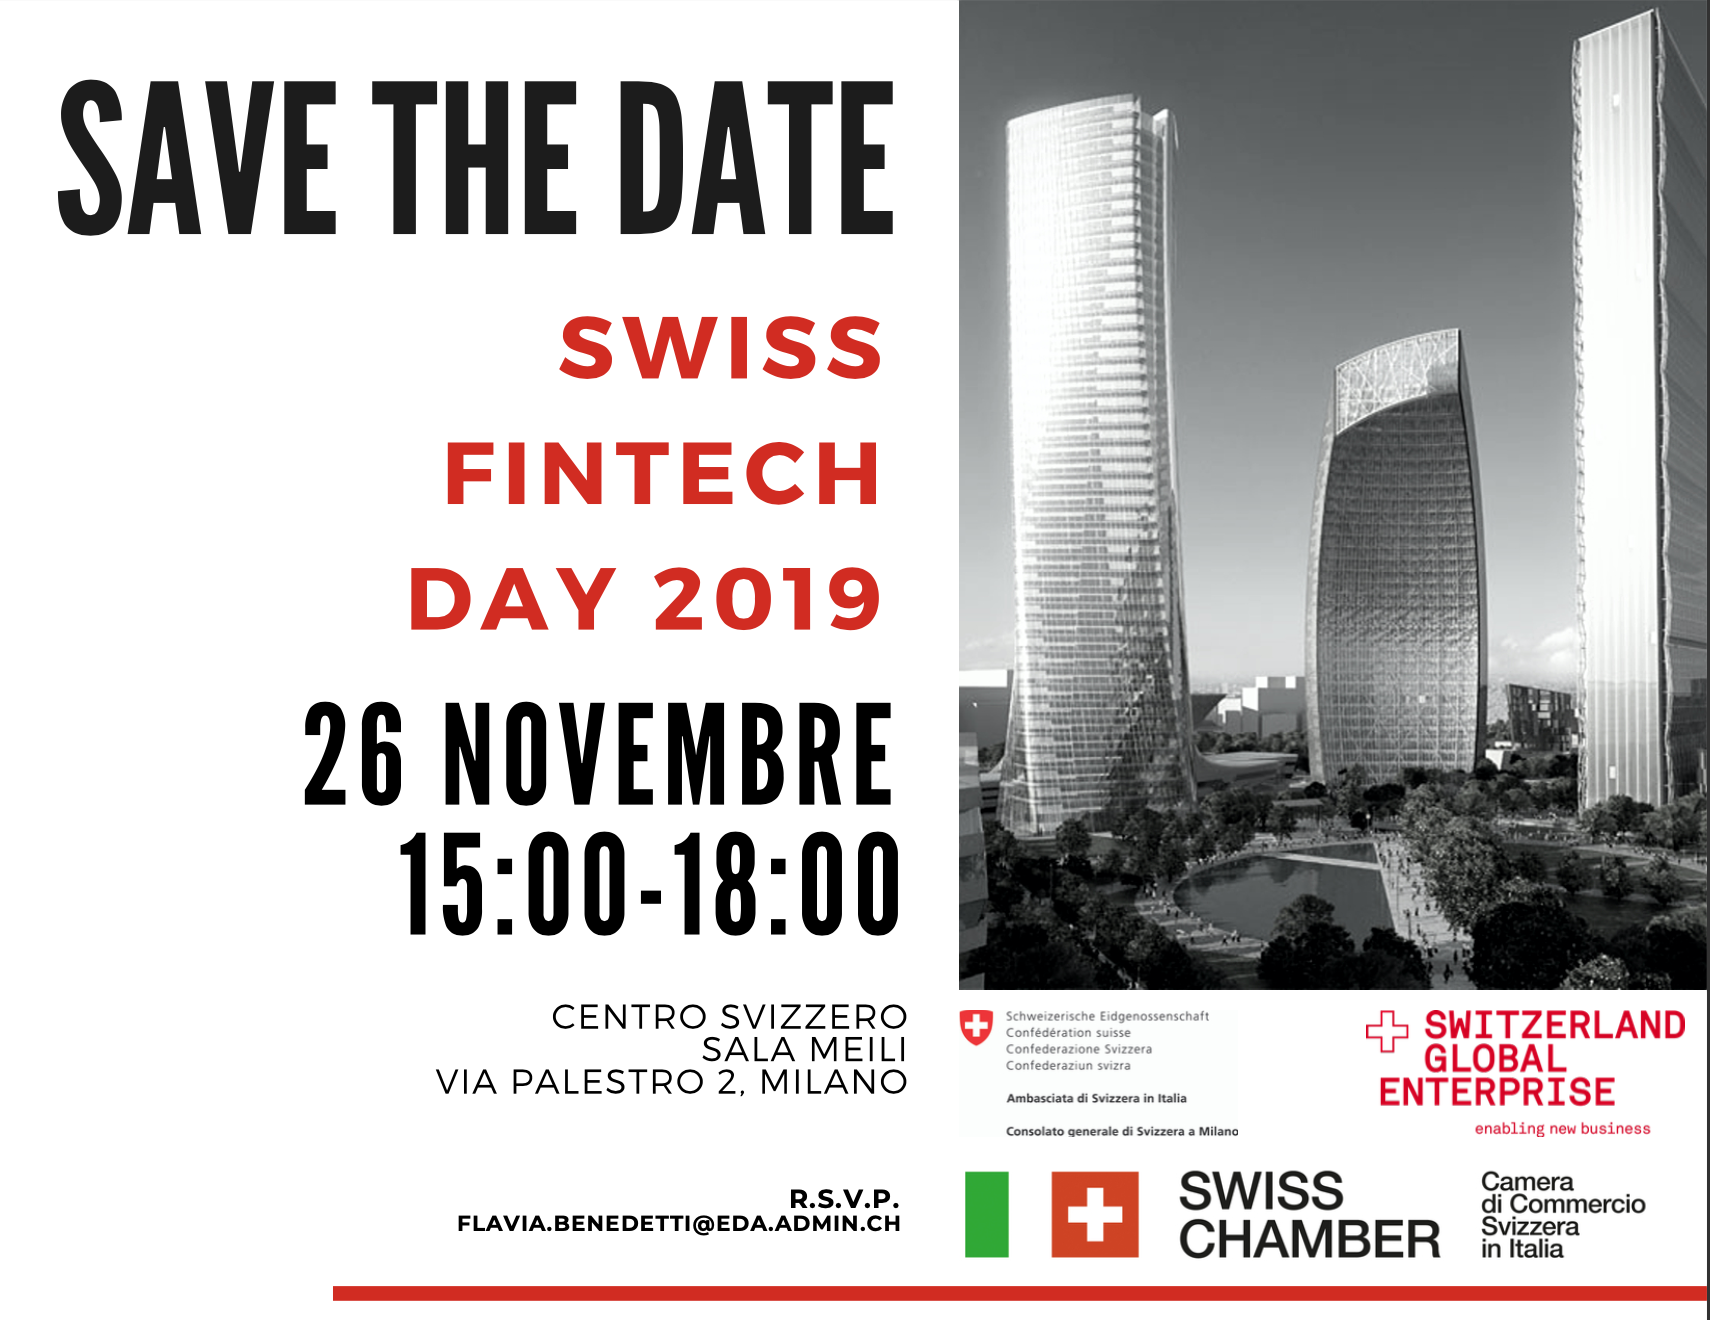 SAVE THE DATE
SWISS
FINTECH
DAY 2019
26 NOVEMBRE
15:00-18:00
CENTRO SVIZZERO
SALA MEILI
VIA PALESTRO 2, MILANO
R.S.V.P.
FLAVIA.BENEDETTI@EDA.ADMIN.CH
Schweizerische Eidgenossenschaft
Confédération suisse
Confederazione Svizzera
Confederaziun svizra
Ambasciata di Svizzera in Italia
Consolato generale di Svizzera a Milano
SWITZERLAND
GLOBAL
ENTERPRISE
enabling new business
SWISS
CHAMBER
Camera
di Commercio
Svizzera
in Italia